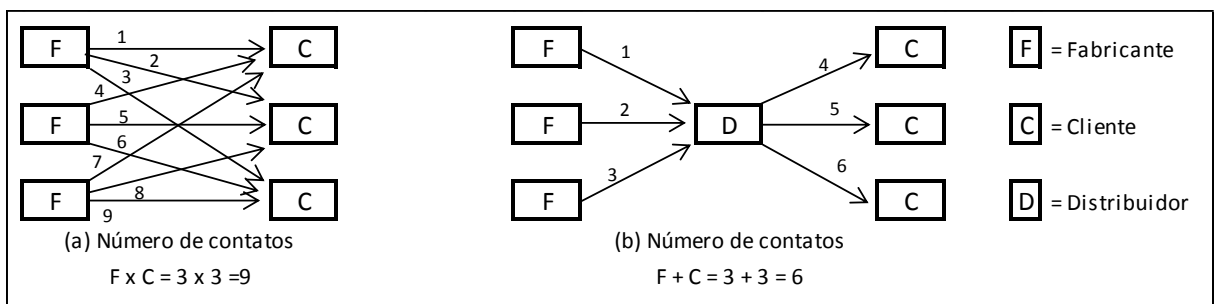 F 1 C
2
3
4
F 5 C
6
7
F 8 C
9
(a) Número de contatos
F x C = 3 x 3 =9
F 1 4 C
F 2 D 5 C
F 3 6 C
(b) Número de contatos
F + C = 3 + 3 = 6
F = Fabricante
C = Cliente
D = Distribuidor